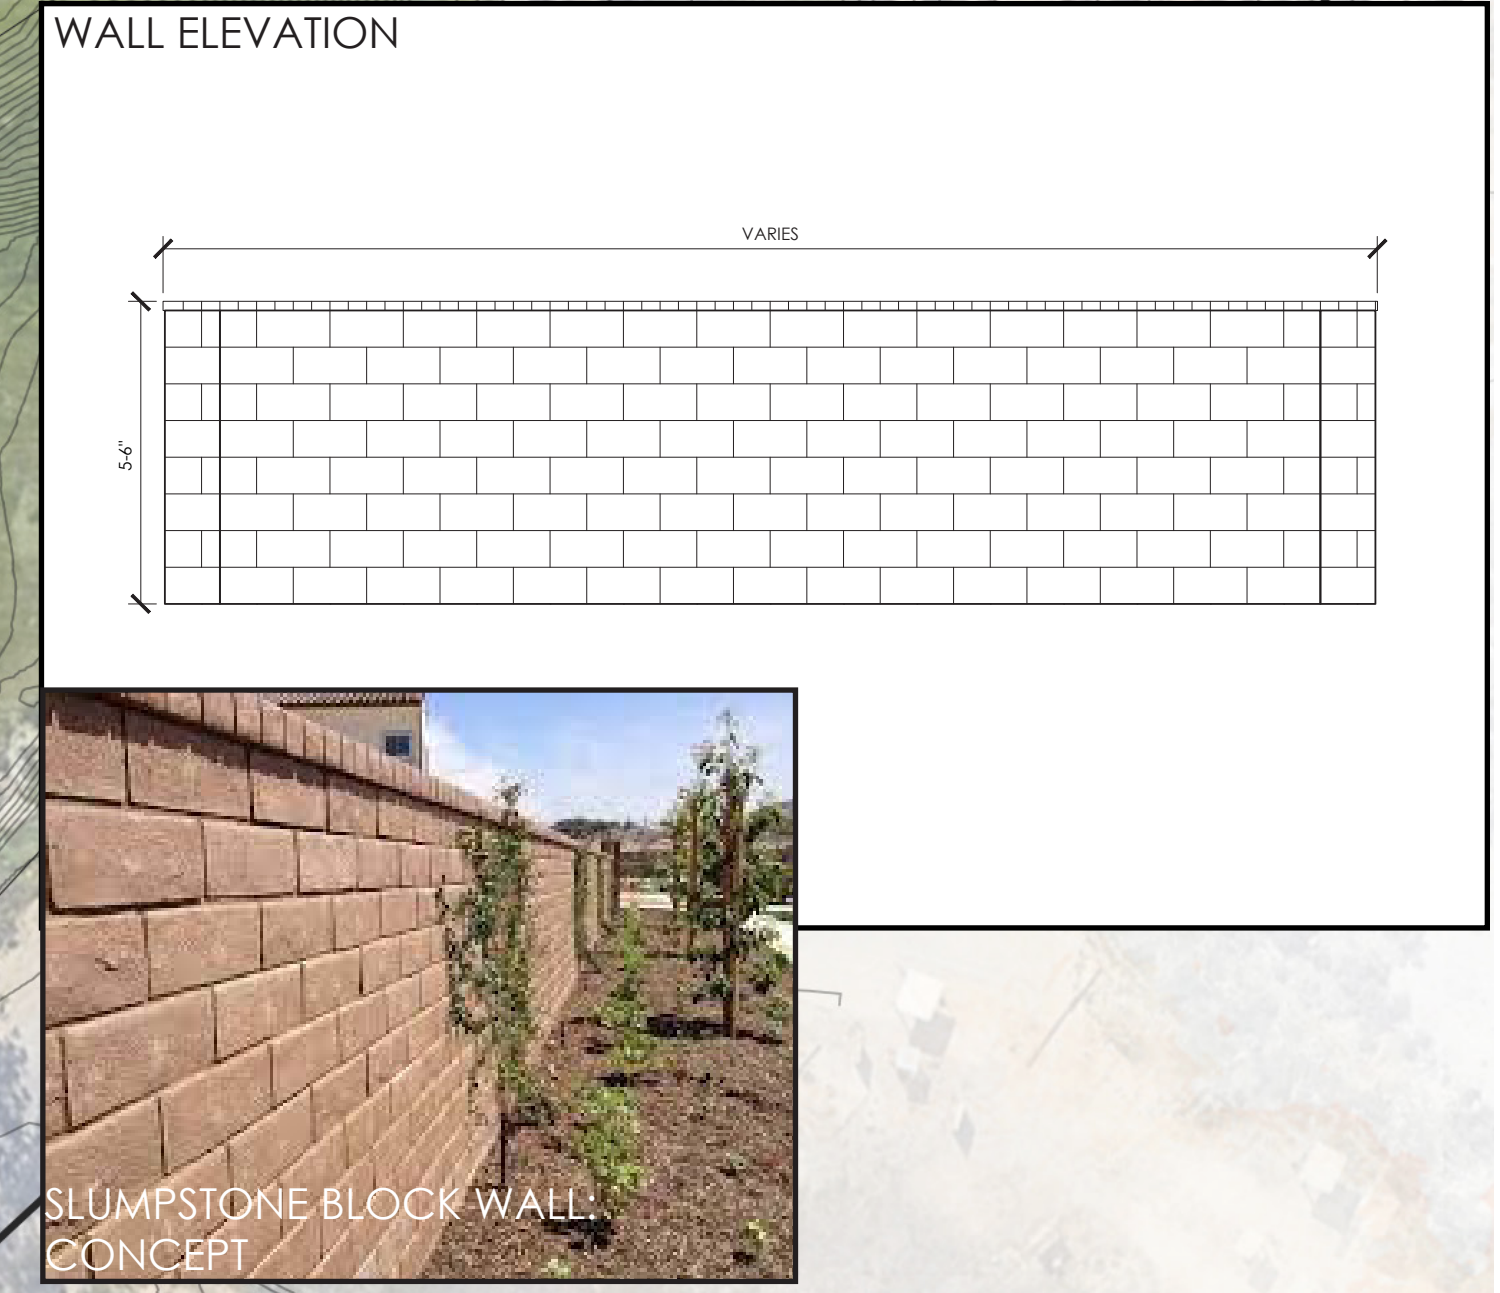 WALL ELEVATION
VARIES
5-6"
SLUMPSTONE BLOCK WALL:
CONCEPT